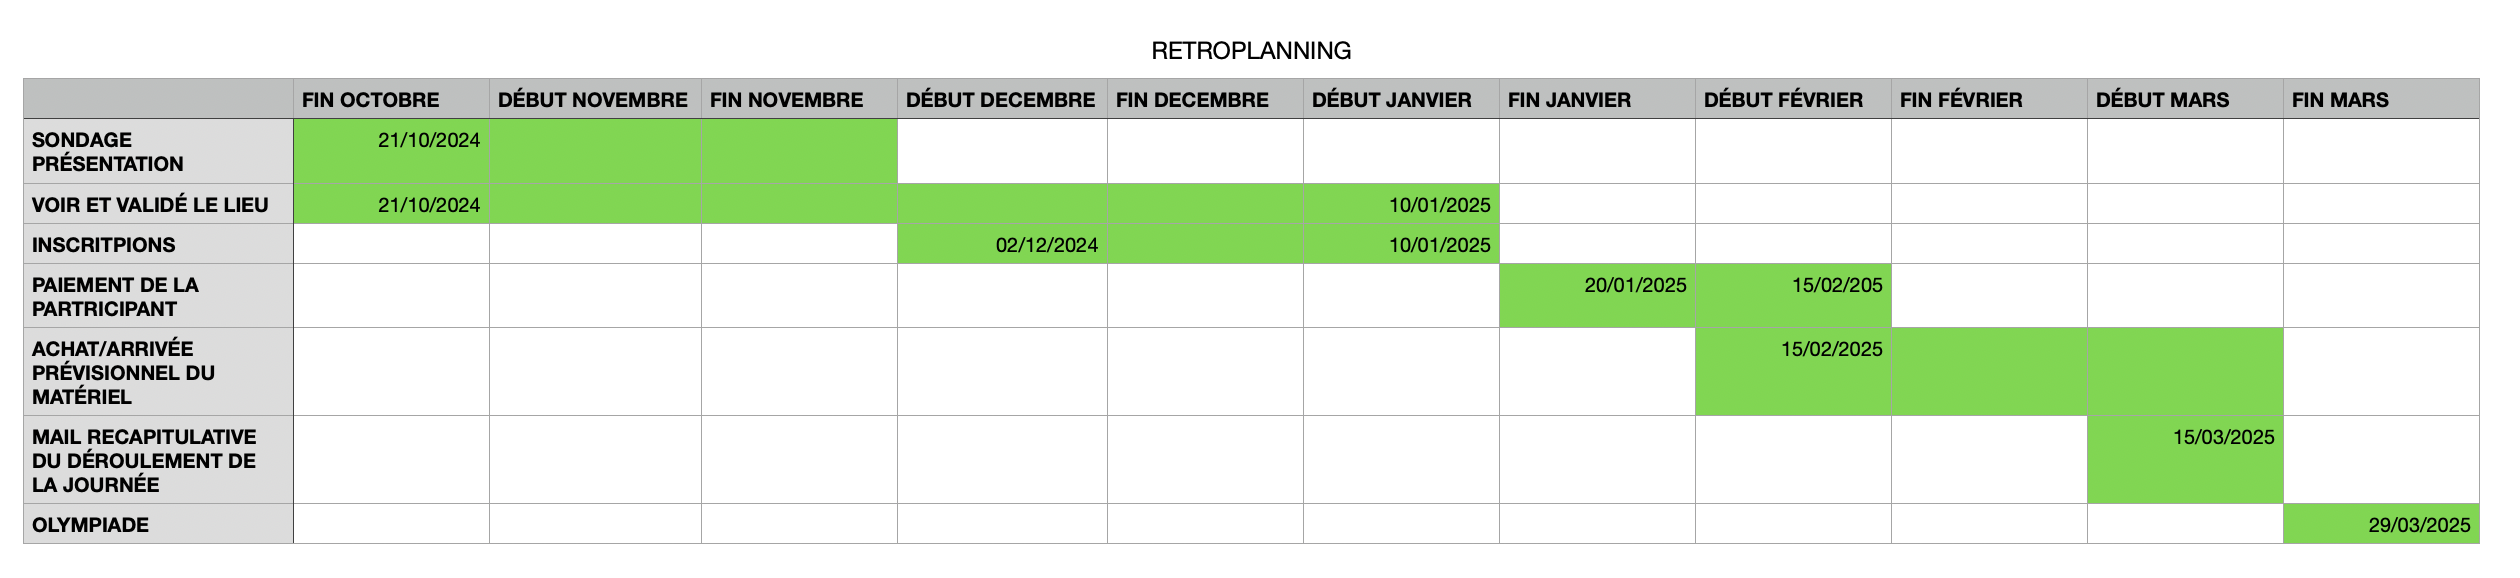 RETROPLANNING
FIN OCTOBRE DÉBUT NOVEMBRE FIN NOVEMBRE DÉBUT DECEMBRE FIN DECEMBRE DÉBUT JANVIER FIN JANVIER DÉBUT FÉVRIER FIN FÉVRIER DÉBUT MARS FIN MARS
SONDAGE 21/10/2024
PRÉSENTATION
VOIR ET VALIDÉ LE LIEU 21/10/2024 10/01/2025
INSCRITPIONS 02/12/2024 10/01/2025
PAIEMENT DE LA 20/01/2025 15/02/205
PARTRICIPANT
ACHAT/ARRIVÉE 15/02/2025
PRÉVISIONNEL DU
MATÉRIEL
MAIL RECAPITULATIVE 15/03/2025
DU DÉROULEMENT DE
LA JOURNÉE
OLYMPIADE 29/03/2025